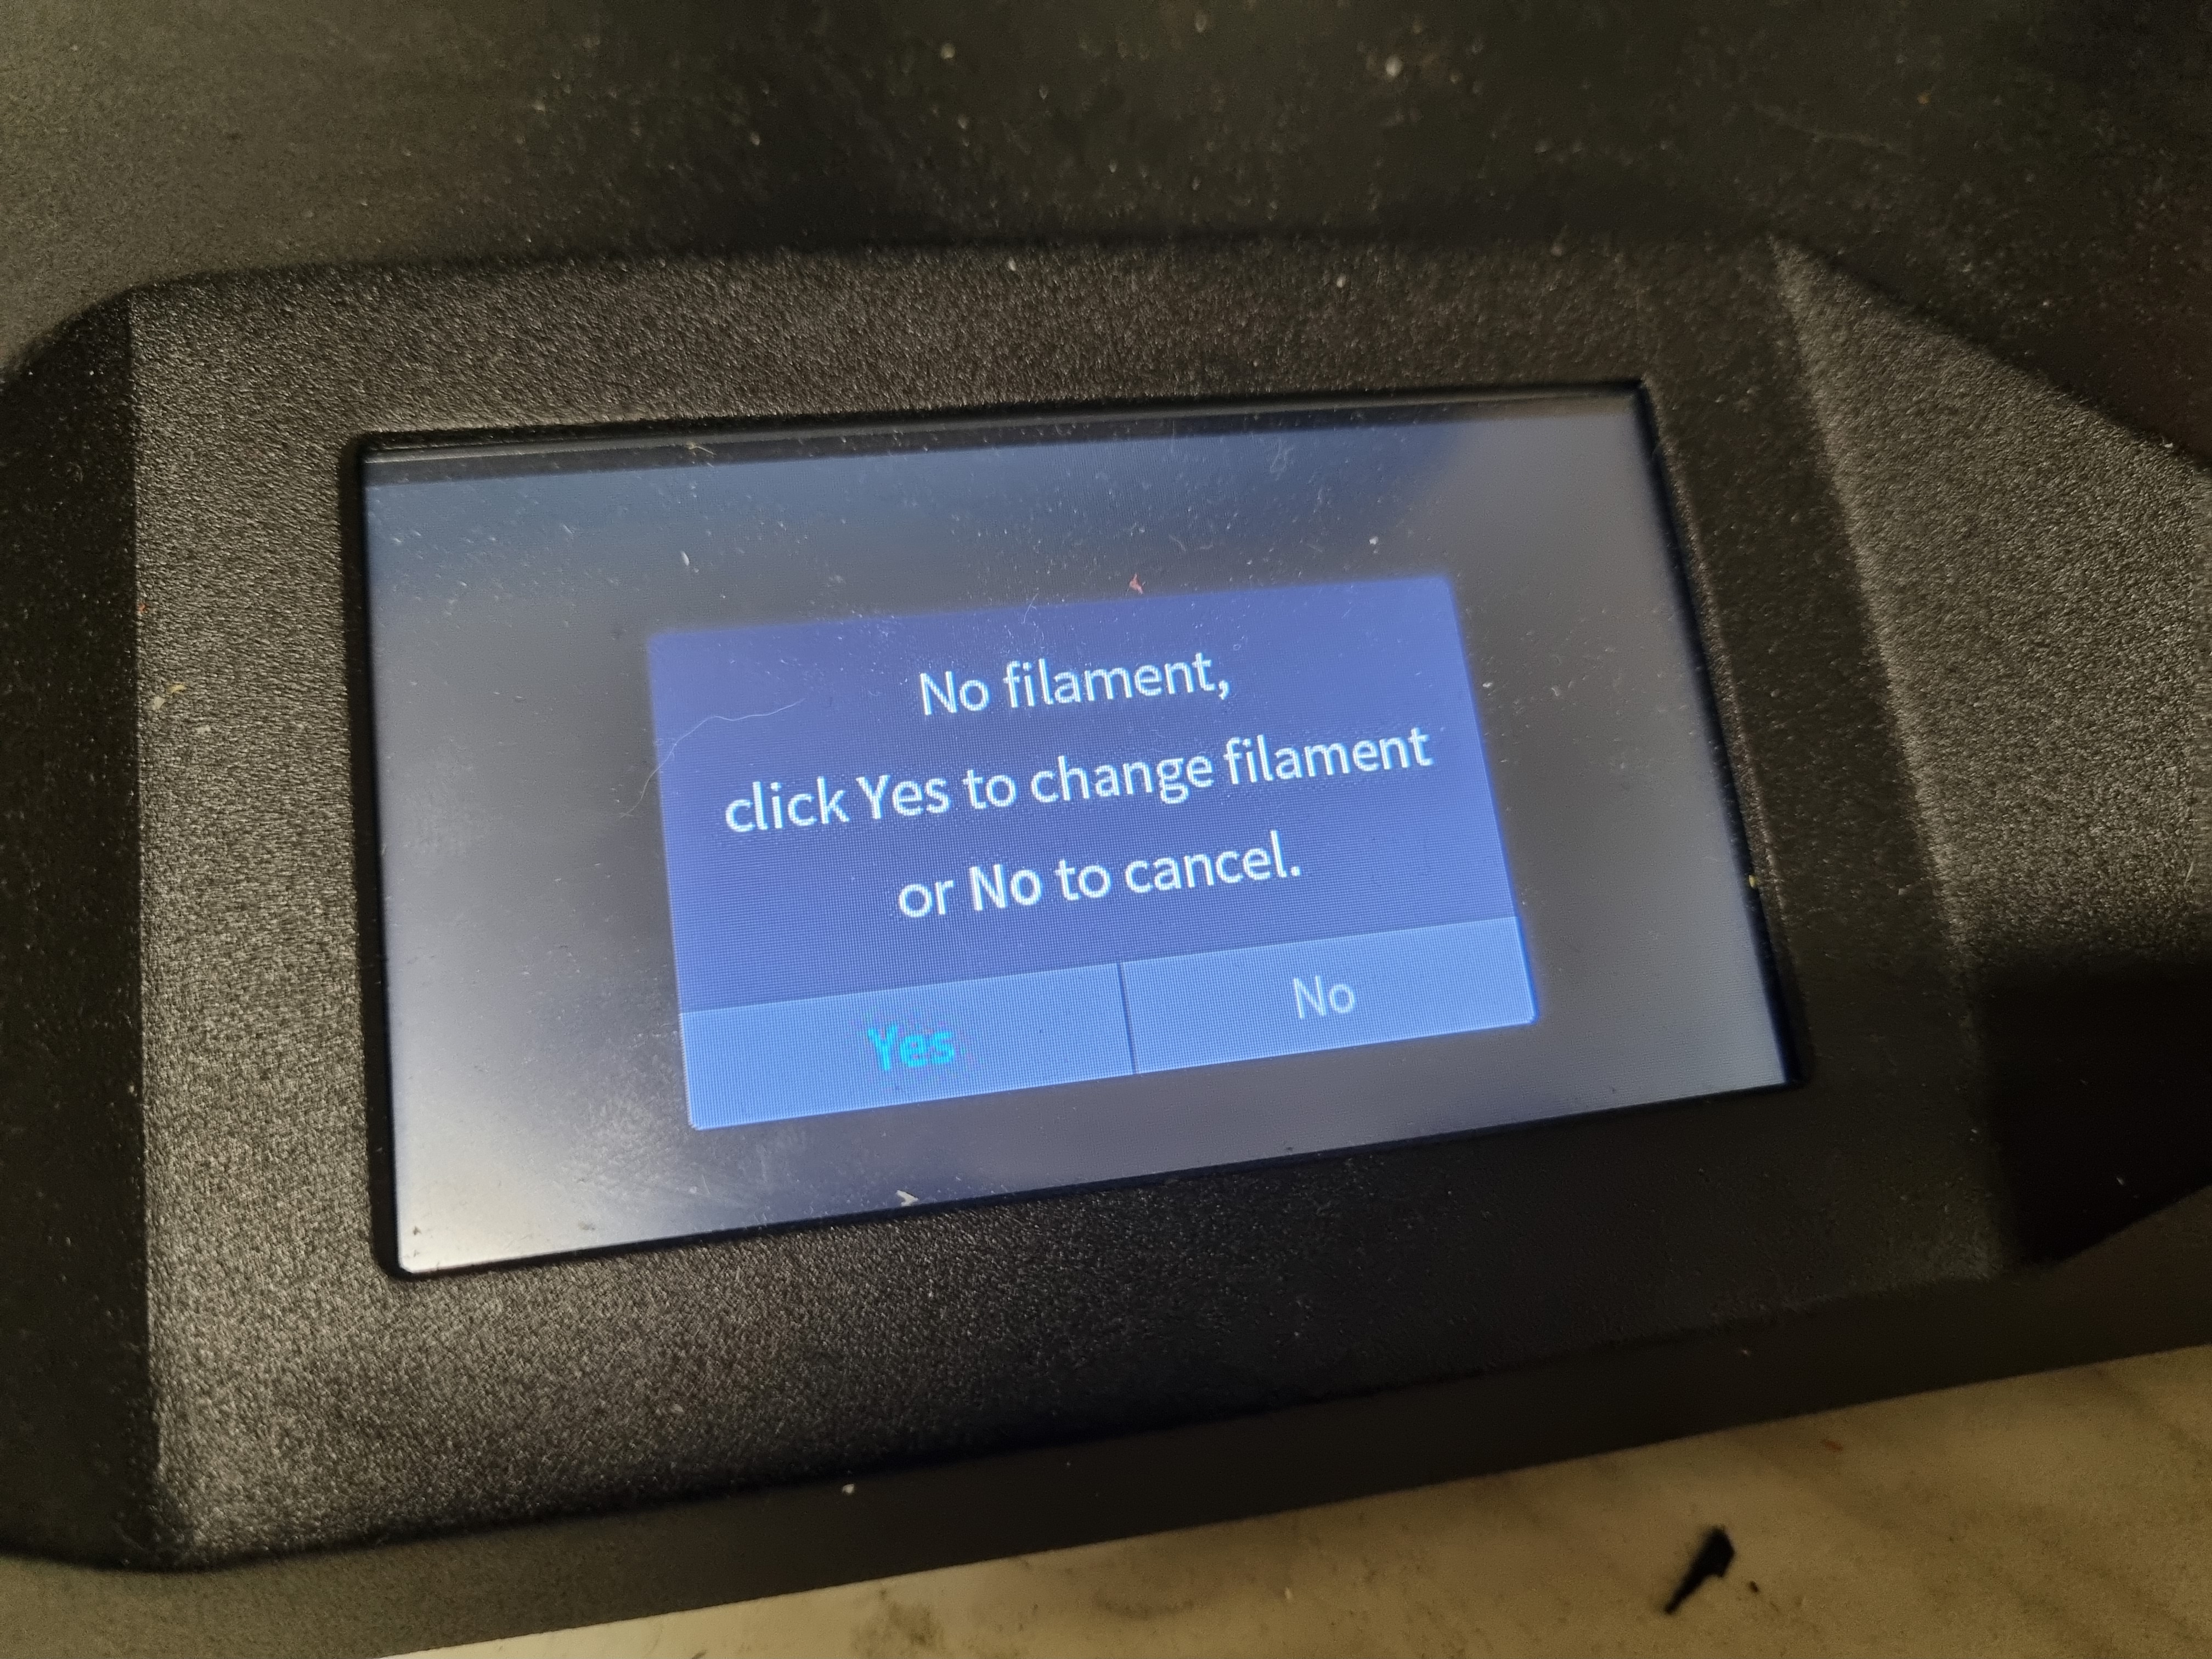 No filament,
click Yes to change filament
or No to cancel.
Yes
No